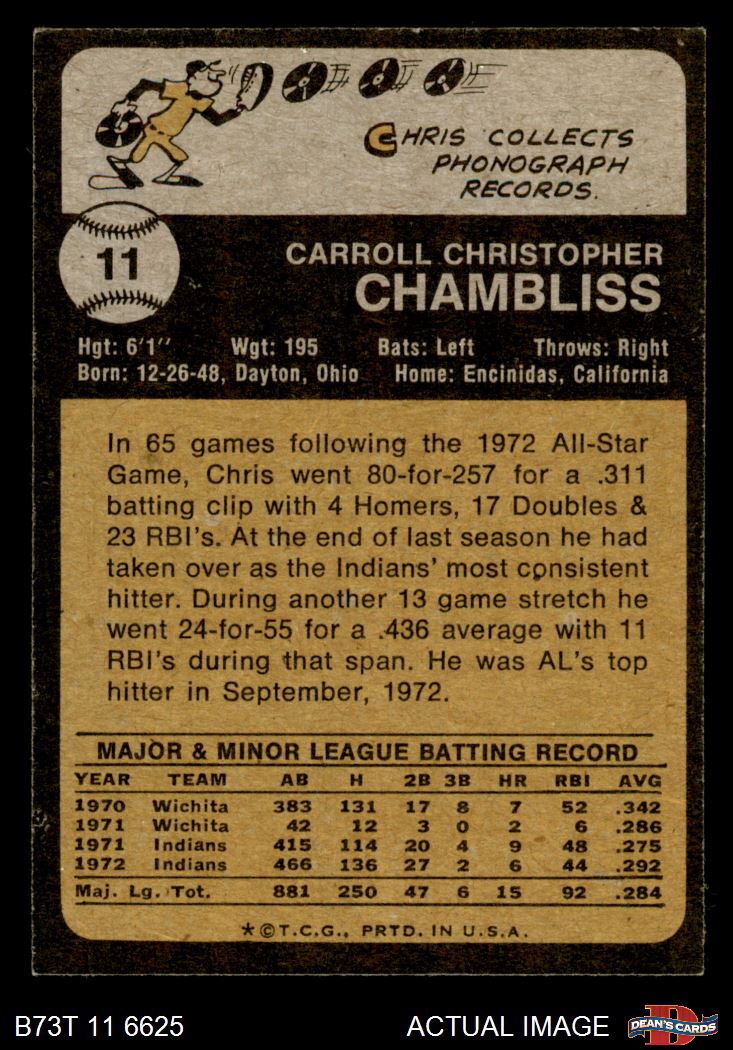 CHRIS COLLECTS
PHONOGRAPH
RECORDS.
11
CARROLL CHRISTOPHER
CHAMBLISS
Hgt: 6'1" Wgt: 195 Bats: Left Throws: Right
Born: 12-26-48, Dayton, Ohio Home: Encinidas, California
In 65 games following the 1972 All-Star
Game, Chris went 80-for-257 for a .311
batting clip with 4 Homers, 17 Doubles &
23 RBI's. At the end of last season he had
taken over as the Indians' most consistent
hitter. During another 13 game stretch he
went 24-for-55 for a .436 average with 11
RBI's during that span. He was AL's top
hitter in September, 1972.
MAJOR & MINOR LEAGUE BATTING RECORD
YEAR TEAM AB H 2B 3B HR RBI AVG
1970 Wichita 383 131 17 8 7 52 .342
1971 Wichita 42 12 3 0 2 6 .286
1971 Indians 415 114 20 4 9 48 .275
1972 Indians 466 136 27 2 6 44 .292
Maj. Lg. Tot. 881 250 47 6 15 92 .284
*©T.C.G., PRTD. IN U.S.A.
B73T 11 6625 ACTUAL IMAGE DEAN'S CARDS